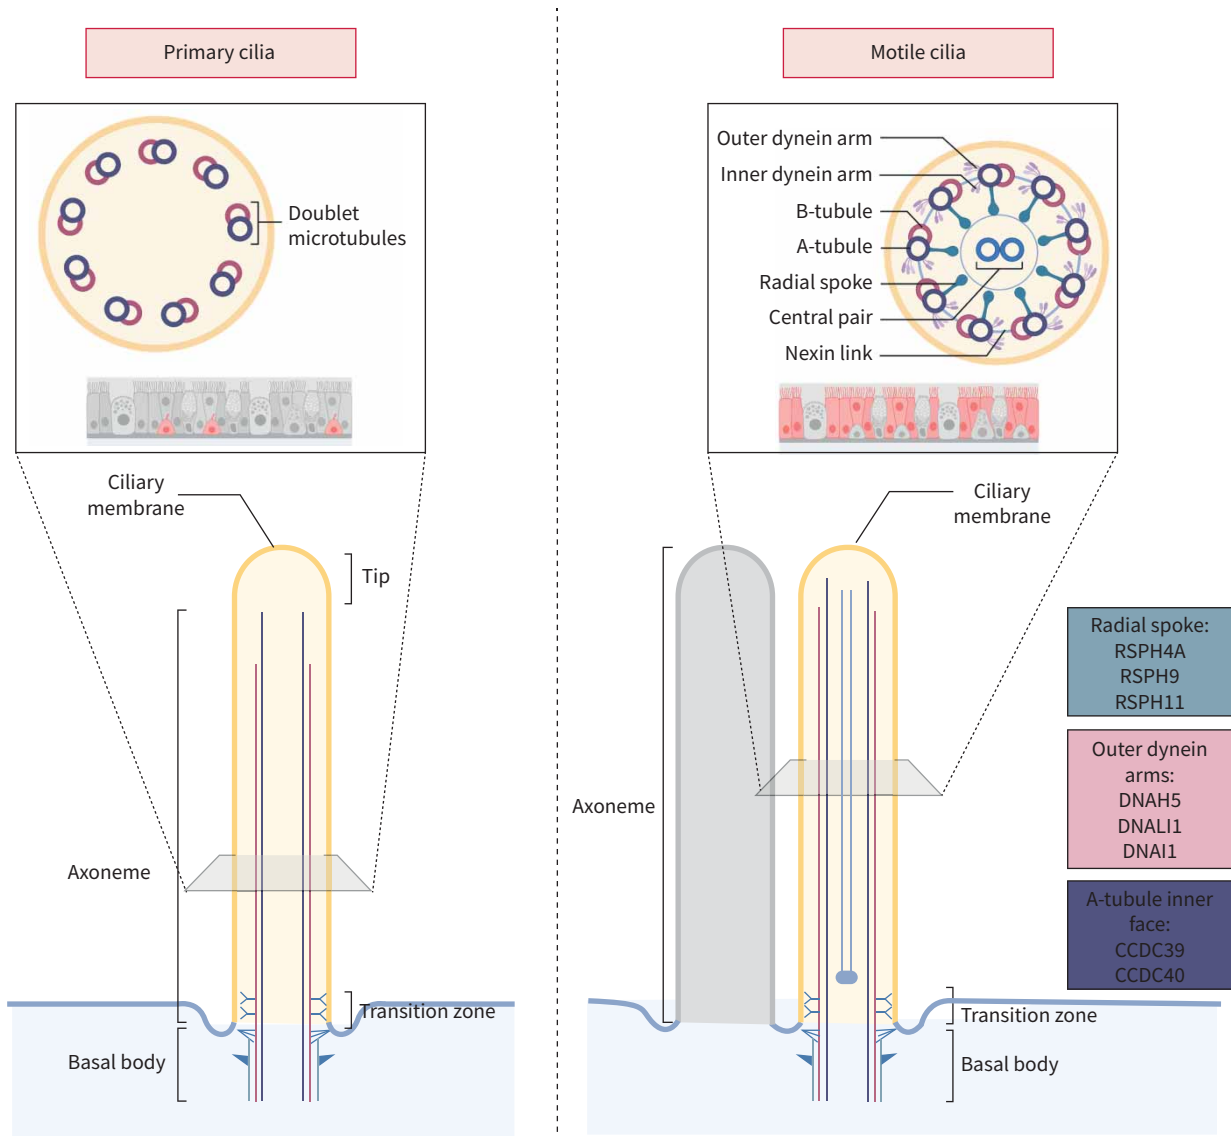 Primary cilia
Doublet
microtubules
Ciliary
membrane
Tip
Axoneme
Transition zone
Basal body
Motile cilia
Outer dynein arm
Inner dynein arm
B-tubule
A-tubule
Radial spoke
Central pair
Nexin link
Ciliary
membrane
Axoneme
Transition zone
Basal body
Radial spoke:
RSPH4A
RSPH9
RSPH11
Outer dynein
arms:
DNAH5
DNALI1
DNAI1
A-tubule inner
face:
CCDC39
CCDC40